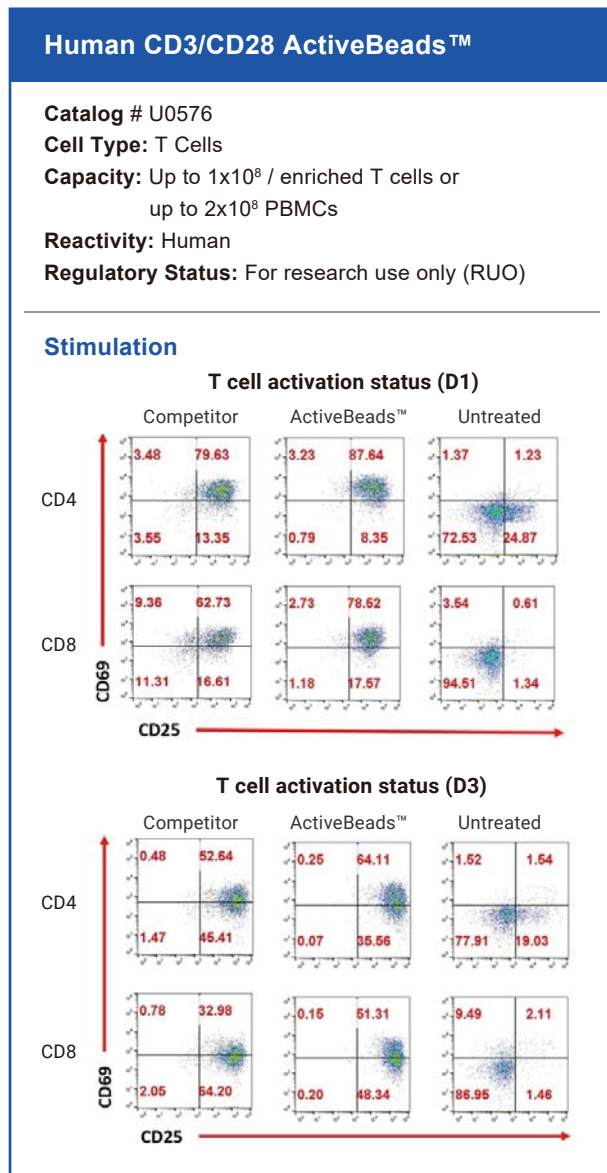 Human CD3/CD28 ActiveBeads™
Catalog # U0576
Cell Type: T Cells
Capacity: Up to 1x10⁸ / enriched T cells or
up to 2x10⁸ PBMCs
Reactivity: Human
Regulatory Status: For research use only (RUO)
Stimulation
T cell activation status (D1)
Competitor ActiveBeads™ Untreated
CD4
3.48 79.63 3.23 87.64 1.37 1.23
3.55 13.35 0.79 8.35 72.53 24.87
CD8
9.36 62.73 2.73 78.52 3.54 0.61
11.31 16.61 1.18 17.57 94.51 1.34
CD69
CD25
T cell activation status (D3)
Competitor ActiveBeads™ Untreated
CD4
0.48 52.64 0.25 64.11 1.52 1.54
1.47 45.41 0.07 35.56 77.91 19.03
CD8
0.78 32.98 0.15 51.31 9.49 2.11
2.05 64.20 0.20 48.34 86.95 1.46
CD69
CD25